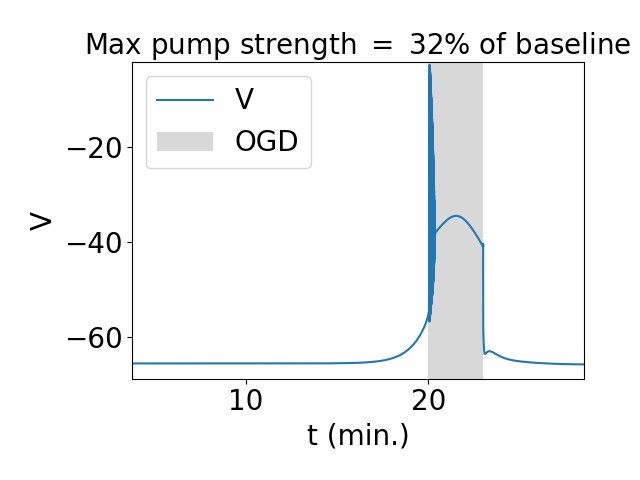 Max pump strength = 32% of baseline
V
OGD
−20
−40
−60
V
10
20
t (min.)